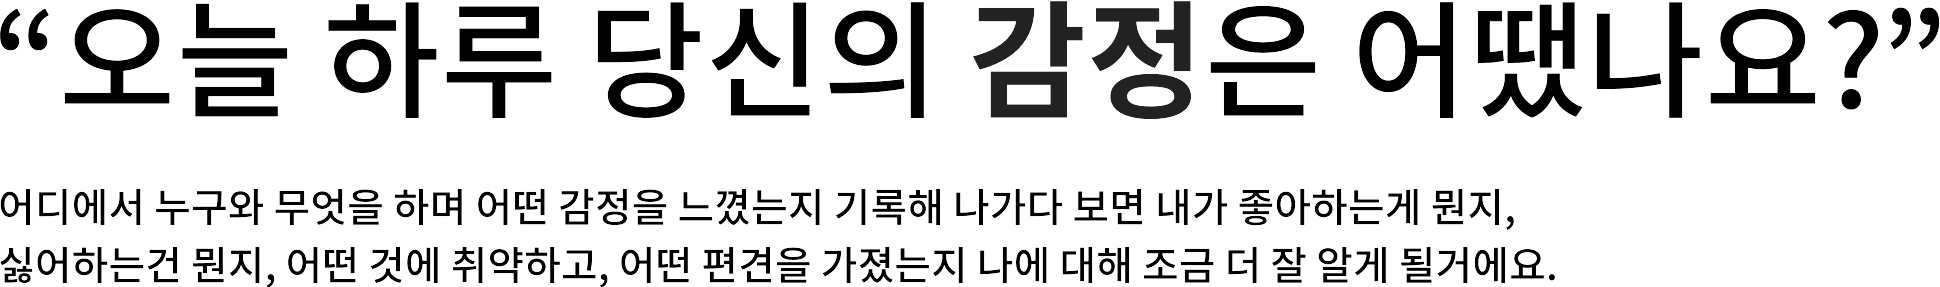 “오늘 하루 당신의 감정은 어땠나요?”
어디에서 누구와 무엇을 하며 어떤 감정을 느꼈는지 기록해 나가다 보면 내가 좋아하는게 뭔지,
싫어하는건 뭔지, 어떤 것에 취약하고, 어떤 편견을 가졌는지 나에 대해 조금 더 잘 알게 될거에요.